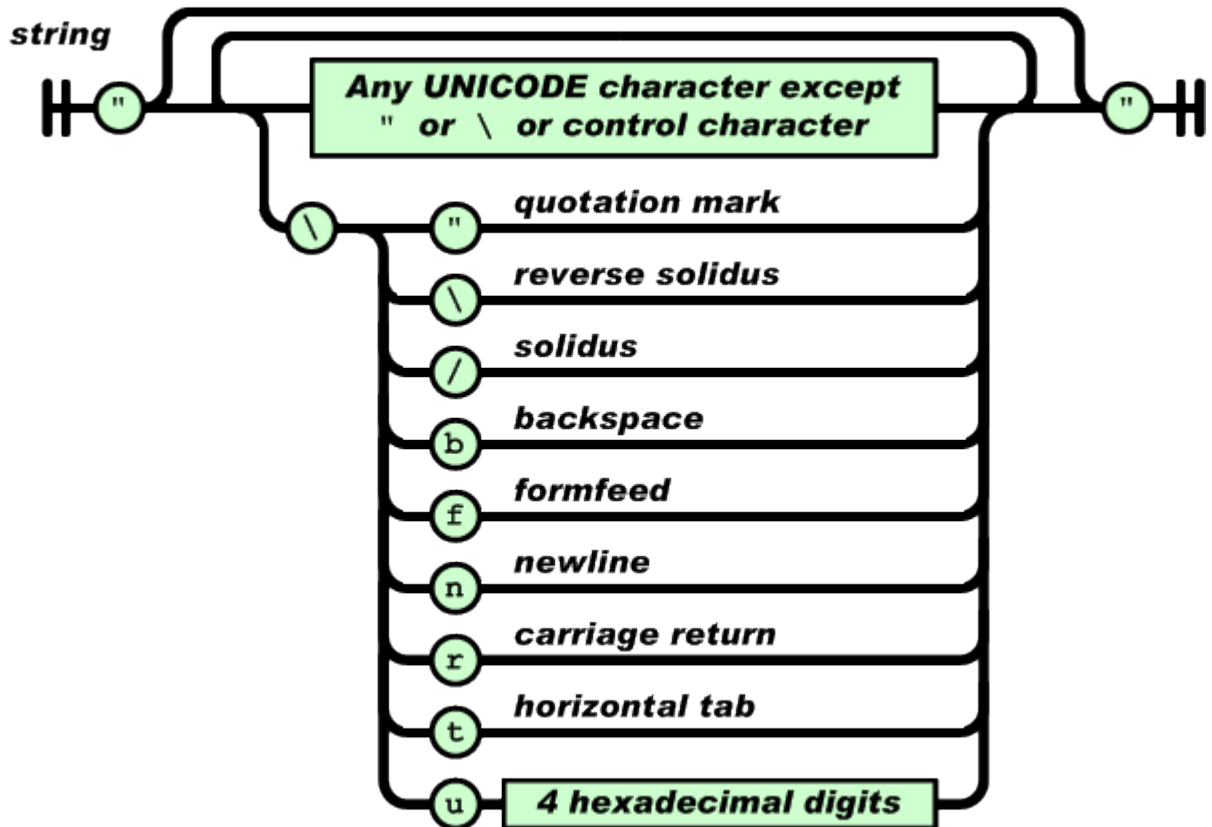 string
"
Any UNICODE character except
" or \ or control character
"
\
" quotation mark
\ reverse solidus
/ solidus
b backspace
f formfeed
n newline
r carriage return
t horizontal tab
u 4 hexadecimal digits